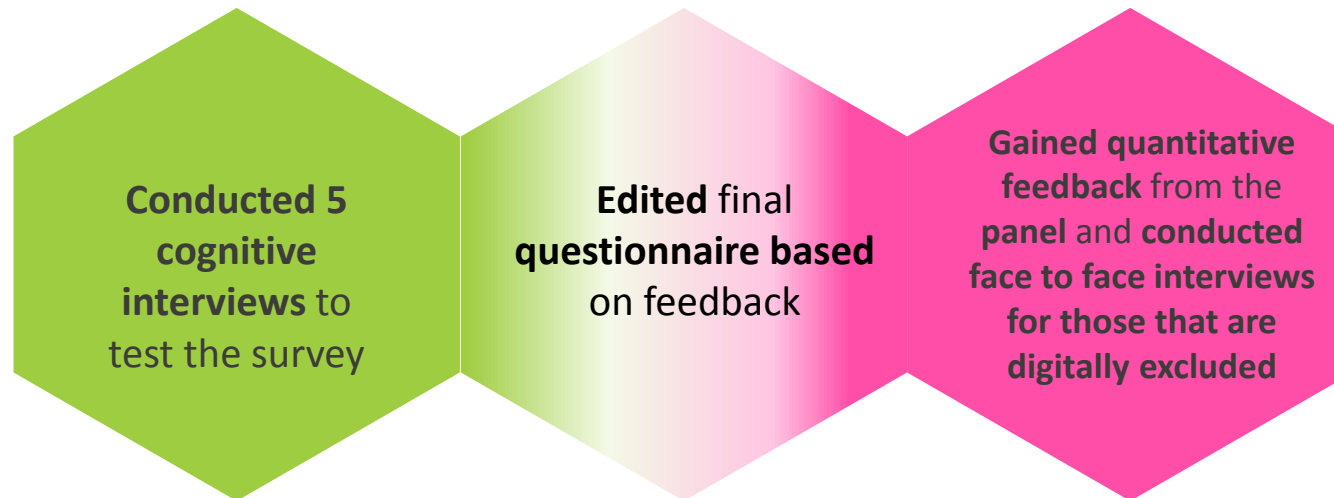 Conducted 5
cognitive
interviews to
test the survey
Edited final
questionnaire based
on feedback
Gained quantitative
feedback from the
panel and conducted
face to face interviews
for those that are
digitally excluded